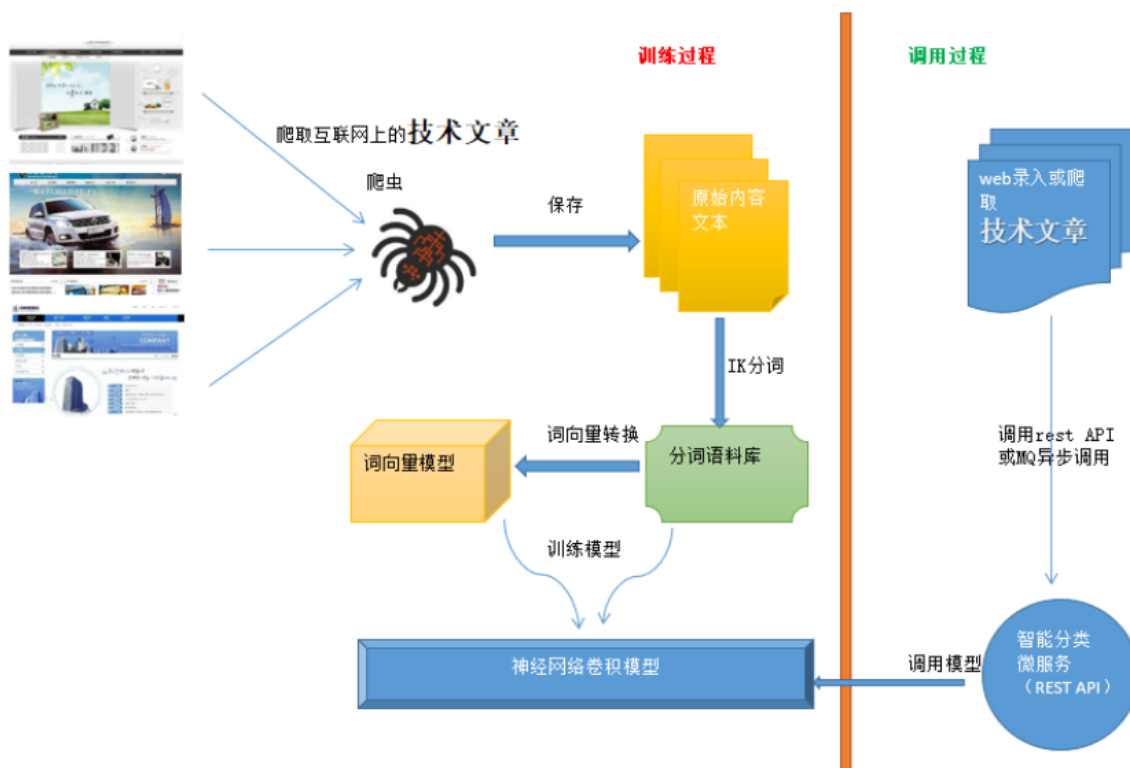 训练过程
调用过程
爬取互联网上的技术文章
爬虫
保存
原始内容
文本
web录入或爬
取
技术文章
IK分词
词向量转换
词向量模型
分词语料库
调用rest API
或MQ异步调用
训练模型
神经网络卷积模型
调用模型
智能分类
微服务
（REST API）